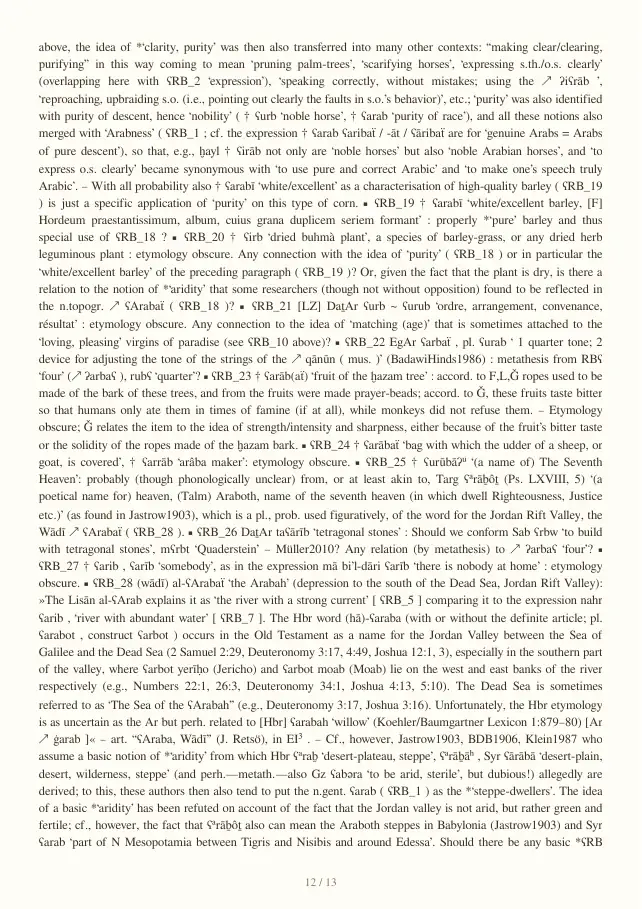 above, the idea of *‘clarity, purity’ was then also transferred into many other contexts: “making clear/clearing,
purifying” in this way coming to mean ‘pruning palm-trees’, ‘scarifying horses’, ‘expressing s.th./o.s. clearly’
(overlapping here with ʕRB_2 ‘expression’), ‘speaking correctly, without mistakes; using the ↗ ʔiʕrāb ’,
‘reproaching, upbraiding s.o. (i.e., pointing out clearly the faults in s.o.’s behavior)’, etc.; ‘purity’ was also identified
with purity of descent, hence ‘nobility’ ( † ʕurb ‘noble horse’, † ʕarab ‘purity of race’), and all these notions also
merged with ‘Arabness’ ( ʕRB_1 ; cf. the expression † ʕarab ʕaribaẗ / -āt / ʕāribaẗ are for ‘genuine Arabs = Arabs
of pure descent’), so that, e.g., ḫayl † ʕirāb not only are ‘noble horses’ but also ‘noble Arabian horses’, and ‘to
express o.s. clearly’ became synonymous with ‘to use pure and correct Arabic’ and ‘to make one’s speech truly
Arabic’. – With all probability also † ʕarabī ‘white/excellent’ as a characterisation of high-quality barley ( ʕRB_19
) is just a specific application of ‘purity’ on this type of corn. ▪ ʕRB_19 † ʕarabī ‘white/excellent barley, [F]
Hordeum praestantissimum, album, cuius grana duplicem seriem formant’ : properly *‘pure’ barley and thus
special use of ʕRB_18 ? ▪ ʕRB_20 † ʕirb ‘dried buhmà plant’, a species of barley-grass, or any dried herb
leguminous plant : etymology obscure. Any connection with the idea of ‘purity’ ( ʕRB_18 ) or in particular the
‘white/excellent barley’ of the preceding paragraph ( ʕRB_19 )? Or, given the fact that the plant is dry, is there a
relation to the notion of *‘aridity’ that some researchers (though not without opposition) found to be reflected in
the n.topogr. ↗ ʕArabaẗ ( ʕRB_18 )? ▪ ʕRB_21 [LZ] DaṯAr ʕurb ~ ʕurub ‘ordre, arrangement, convenance,
résultat’ : etymology obscure. Any connection to the idea of ‘matching (age)’ that is sometimes attached to the
‘loving, pleasing’ virgins of paradise (see ʕRB_10 above)? ▪ ʕRB_22 EgAr ʕarbaẗ , pl. ʕurab ‘ 1 quarter tone; 2
device for adjusting the tone of the strings of the ↗ qānūn ( mus. )’ (BadawiHinds1986) : metathesis from RBʕ
‘four’ (↗ ʔarbaʕ ), rubʕ ‘quarter’? ▪ ʕRB_23 † ʕarāb(aẗ) ‘fruit of the ḫazam tree’ : accord. to F,L,Ǧ ropes used to be
made of the bark of these trees, and from the fruits were made prayer-beads; accord. to Ǧ, these fruits taste bitter
so that humans only ate them in times of famine (if at all), while monkeys did not refuse them. – Etymology
obscure; Ǧ relates the item to the idea of strength/intensity and sharpness, either because of the fruit’s bitter taste
or the solidity of the ropes made of the ḫazam bark. ▪ ʕRB_24 † ʕarābaẗ ‘bag with which the udder of a sheep, or
goat, is covered’, † ʕarrāb ‘arâba maker’: etymology obscure. ▪ ʕRB_25 † ʕurūbāʔᵘ ‘(a name of) The Seventh
Heaven’: probably (though phonologically unclear) from, or at least akin to, Targ ʕᵃrāḇôṯ (Ps. LXVIII, 5) ‘(a
poetical name for) heaven, (Talm) Araboth, name of the seventh heaven (in which dwell Righteousness, Justice
etc.)’ (as found in Jastrow1903), which is a pl., prob. used figuratively, of the word for the Jordan Rift Valley, the
Wādī ↗ ʕArabaẗ ( ʕRB_28 ). ▪ ʕRB_26 DaṯAr taʕārīb ‘tetragonal stones’ : Should we conform Sab ʕrbw ‘to build
with tetragonal stones’, mʕrbt ‘Quaderstein’ – Müller2010? Any relation (by metathesis) to ↗ ʔarbaʕ ‘four’? ▪
ʕRB_27 † ʕarib , ʕarīb ‘somebody’, as in the expression mā bi’l-dāri ʕarīb ‘there is nobody at home’ : etymology
obscure. ▪ ʕRB_28 (wādī) al-ʕArabaẗ ‘the Arabah’ (depression to the south of the Dead Sea, Jordan Rift Valley):
»The Lisān al-ʕArab explains it as ‘the river with a strong current’ [ ʕRB_5 ] comparing it to the expression nahr
ʕarib , ‘river with abundant water’ [ ʕRB_7 ]. The Hbr word (hā)-ʕaraba (with or without the definite article; pl.
ʕarabot , construct ʕarbot ) occurs in the Old Testament as a name for the Jordan Valley between the Sea of
Galilee and the Dead Sea (2 Samuel 2:29, Deuteronomy 3:17, 4:49, Joshua 12:1, 3), especially in the southern part
of the valley, where ʕarbot yerīḥo (Jericho) and ʕarbot moab (Moab) lie on the west and east banks of the river
respectively (e.g., Numbers 22:1, 26:3, Deuteronomy 34:1, Joshua 4:13, 5:10). The Dead Sea is sometimes
referred to as ‘The Sea of the ʕArabah” (e.g., Deuteronomy 3:17, Joshua 3:16). Unfortunately, the Hbr etymology
is as uncertain as the Ar but perh. related to [Hbr] ʕarabah ‘willow’ (Koehler/Baumgartner Lexicon 1:879–80) [Ar
↗ ġarab ]« – art. “ʕAraba, Wādī” (J. Retsö), in EI³ . – Cf., however, Jastrow1903, BDB1906, Klein1987 who
assume a basic notion of *‘aridity’ from which Hbr ʕᵃraḇ ‘desert-plateau, steppe’, ʕᵃrāḇāʰ , Syr ʕārāḇā ‘desert-plain,
desert, wilderness, steppe’ (and perh.—metath.—also Gz ʕabəra ‘to be arid, sterile’, but dubious!) allegedly are
derived; to this, these authors then also tend to put the n.gent. ʕarab ( ʕRB_1 ) as the *‘steppe-dwellers’. The idea
of a basic *‘aridity’ has been refuted on account of the fact that the Jordan valley is not arid, but rather green and
fertile; cf., however, the fact that ʕᵃrāḇôṯ also can mean the Araboth steppes in Babylonia (Jastrow1903) and Syr
ʕarab ‘part of N Mesopotamia between Tigris and Nisibis and around Edessa’. Should there be any basic *ʕRB
12 / 13